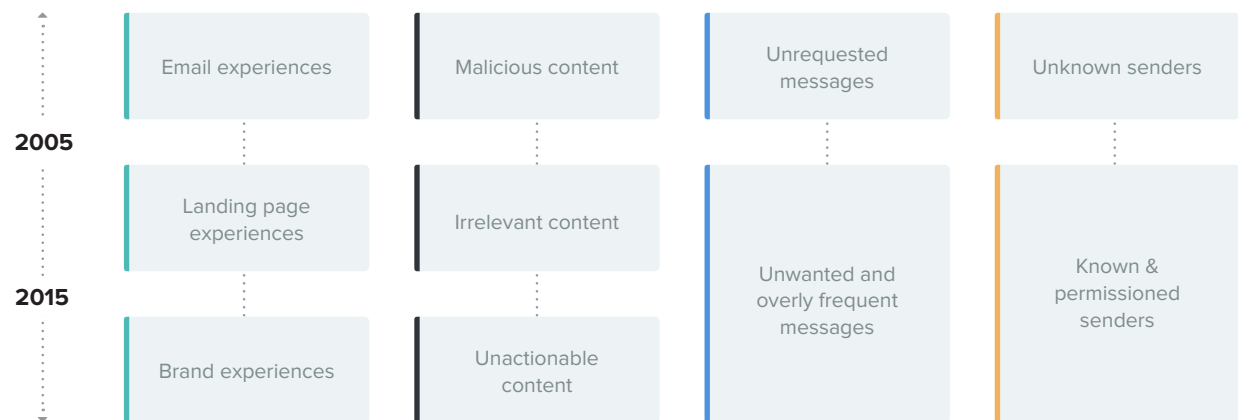 Email experiences
Malicious content
Unrequested
messages
Unknown senders
2005
Landing page
experiences
Irrelevant content
Unwanted and
overly frequent
messages
Known &
permissioned
senders
2015
Brand experiences
Unactionable
content